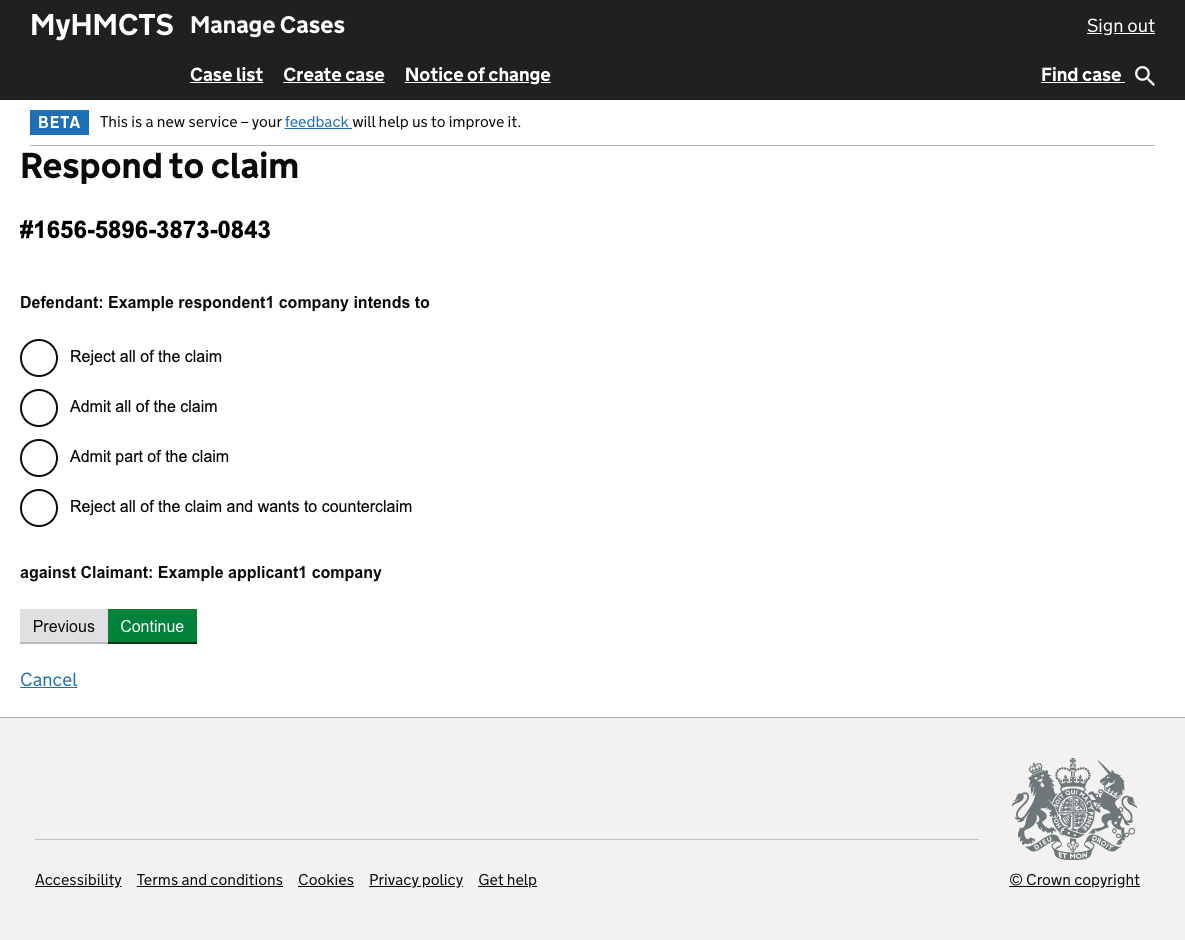 MyHMCTS Manage Cases Sign out
Case list Create case Notice of change Find case
BETA This is a new service – your feedback will help us to improve it.
Respond to claim
#1656-5896-3873-0843
Defendant: Example respondent1 company intends to
Reject all of the claim
Admit all of the claim
Admit part of the claim
Reject all of the claim and wants to counterclaim
against Claimant: Example applicant1 company
Previous Continue
Cancel
DIEU ET MON DROIT
Accessibility Terms and conditions Cookies Privacy policy Get help © Crown copyright